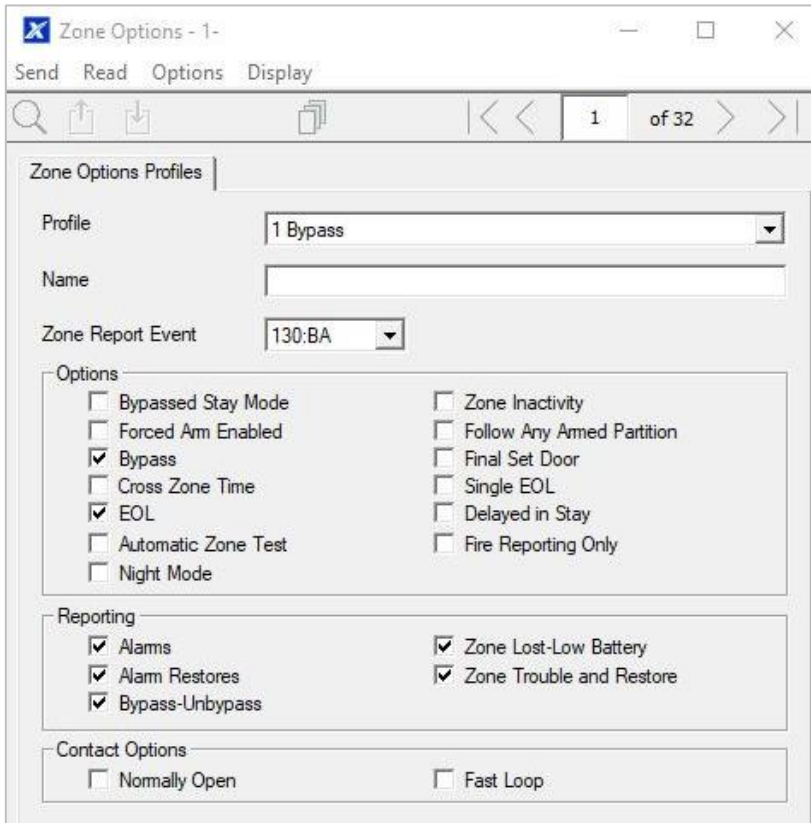 Zone Options - 1-
Send Read Options Display
1 of 32
Zone Options Profiles
Profile 1 Bypass
Name
Zone Report Event 130:BA
Options
Bypassed Stay Mode Zone Inactivity
Forced Arm Enabled Follow Any Armed Partition
Bypass Final Set Door
Cross Zone Time Single EOL
EOL Delayed in Stay
Automatic Zone Test Fire Reporting Only
Night Mode
Reporting
Alarms Zone Lost-Low Battery
Alarm Restores Zone Trouble and Restore
Bypass-Unbypass
Contact Options
Normally Open Fast Loop